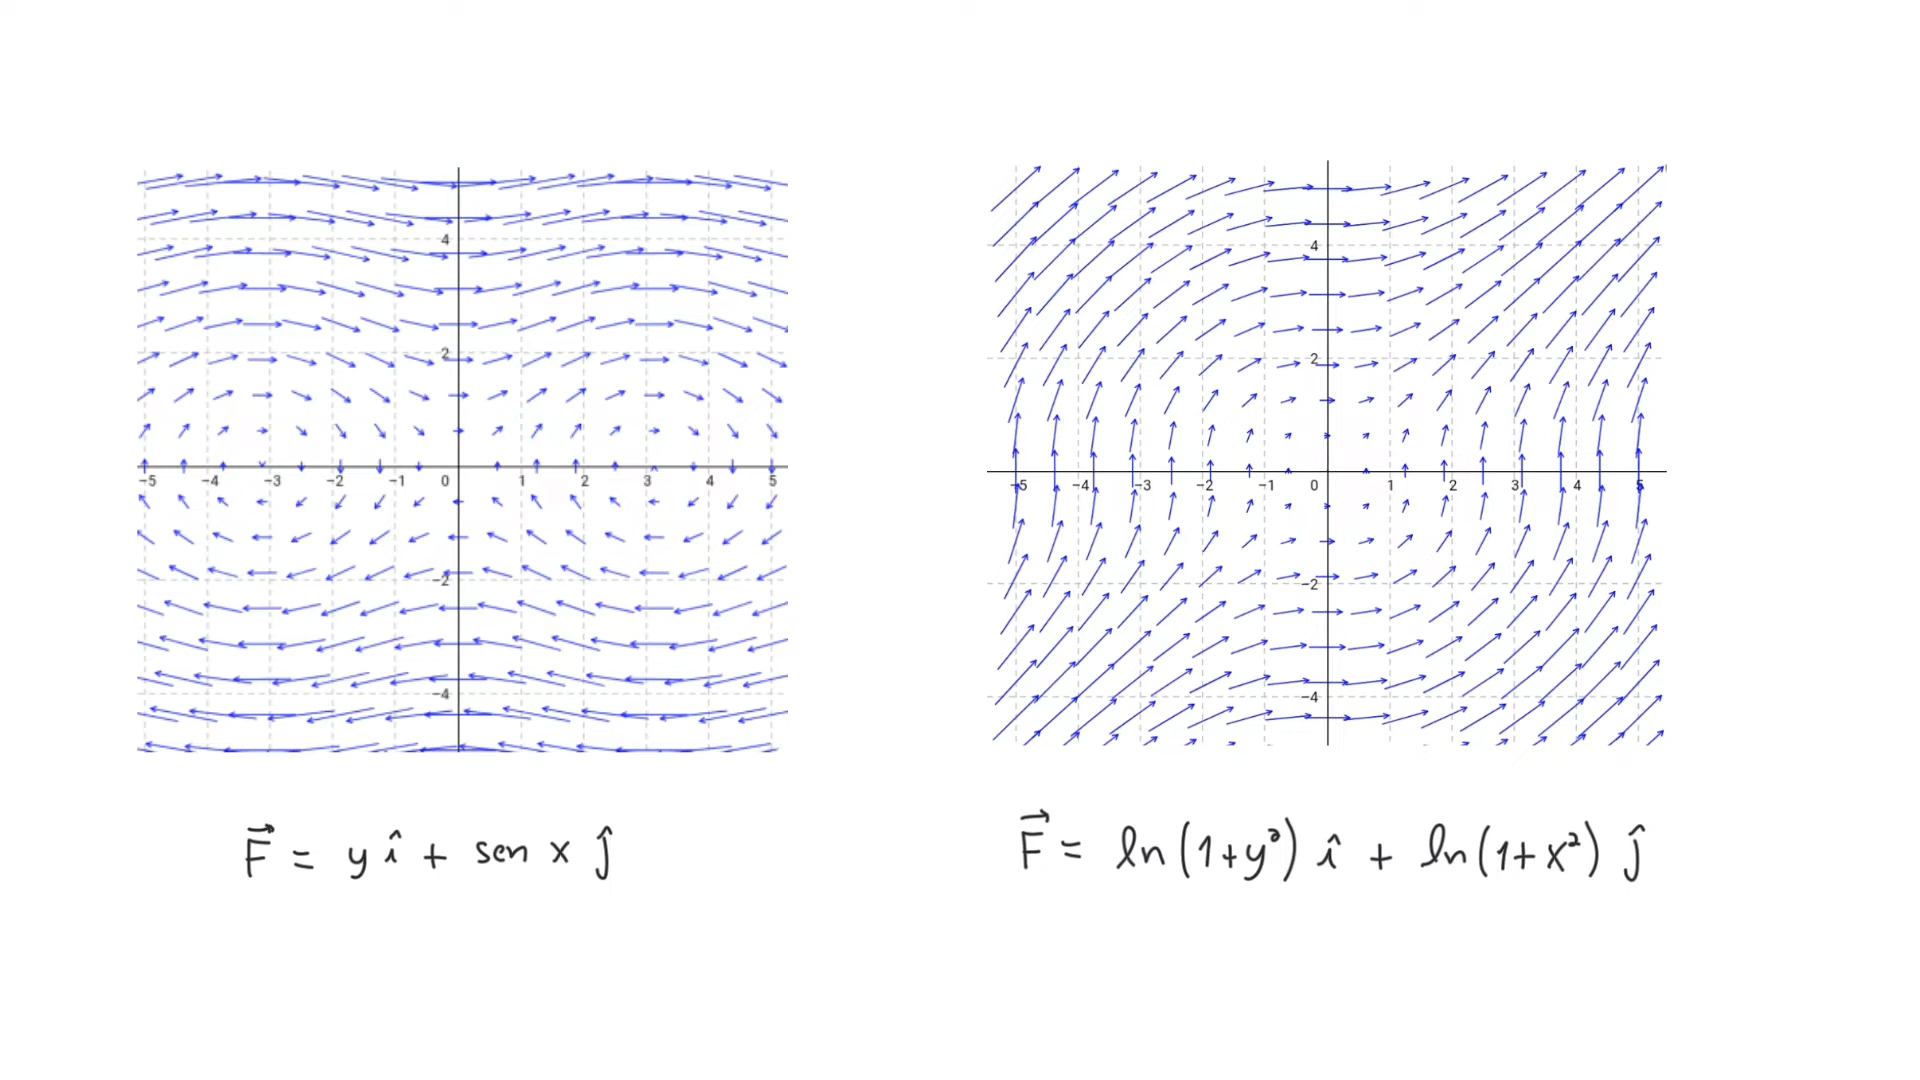 4
2
-5 -4 -3 -2 -1 0 1 2 3 4 5
-2
-4
F⃗ = y î + sen x ĵ
4
2
-5 -4 -3 -2 -1 0 1 2 3 4 5
-2
-4
F⃗ = ln(1+y²) î + ln(1+x²) ĵ